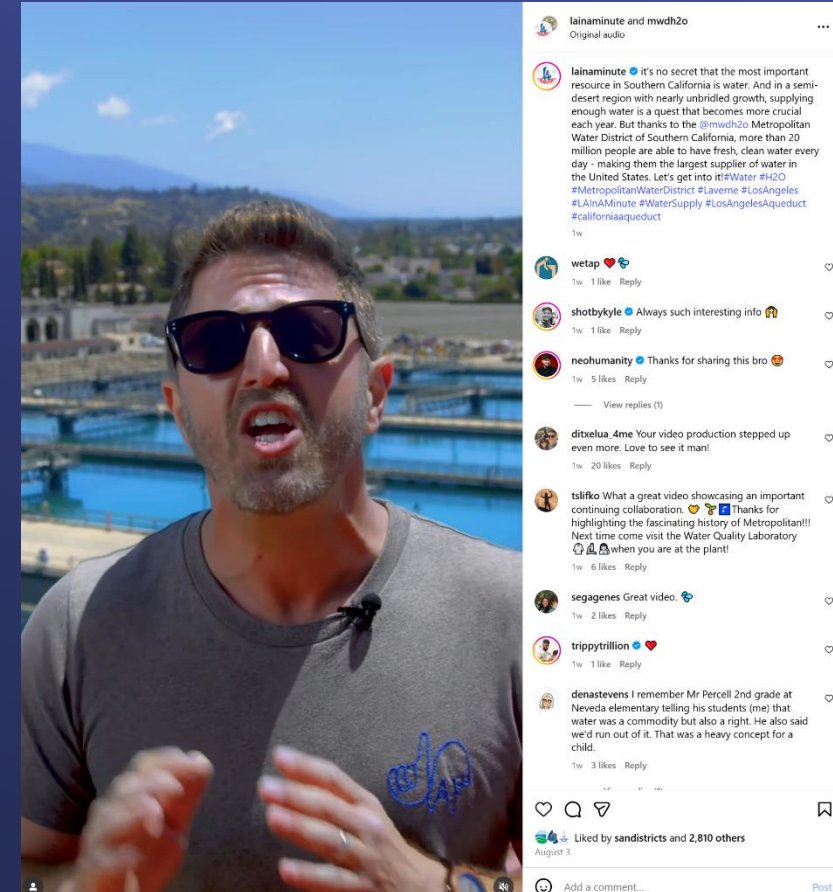 lainaminute and mwdh2o
Original audio
lainaminute it's no secret that the most important
resource in Southern California is water. And in a semi-
desert region with nearly unbridled growth, supplying
enough water is a quest that becomes more crucial
each year. But thanks to the @mwdh2o Metropolitan
Water District of Southern California, more than 20
million people are able to have fresh, clean water every
day - making them the largest supplier of water in
the United States. Let's get into it!#Water #H2O
#MetropolitanWaterDistrict #Laverne #LosAngeles
#LAInAMinute #WaterSupply #LosAngelesAqueduct
#californiaaqueduct
1w
wetap ❤️
1w 1 like Reply
shotbykyle Always such interesting info
1w 1 like Reply
neohumanity Thanks for sharing this bro 🤩
1w 5 likes Reply
View replies (1)
ditxelua_4me Your video production stepped up
even more. Love to see it man!
1w 20 likes Reply
tslifko What a great video showcasing an important
continuing collaboration. Thanks for
highlighting the fascinating history of Metropolitan!!!
Next time come visit the Water Quality Laboratory
when you are at the plant!
1w 6 likes Reply
segagenes Great video.
1w 2 likes Reply
trippytrillion ❤️
1w 1 like Reply
denastevens I remember Mr Percell 2nd grade at
Neveda elementary telling his students (me) that
water was a commodity but also a right. He also said
we'd run out of it. That was a heavy concept for a
child.
1w 3 likes Reply
Liked by sandistricts and 2,810 others
August 3
Add a comment...
Post